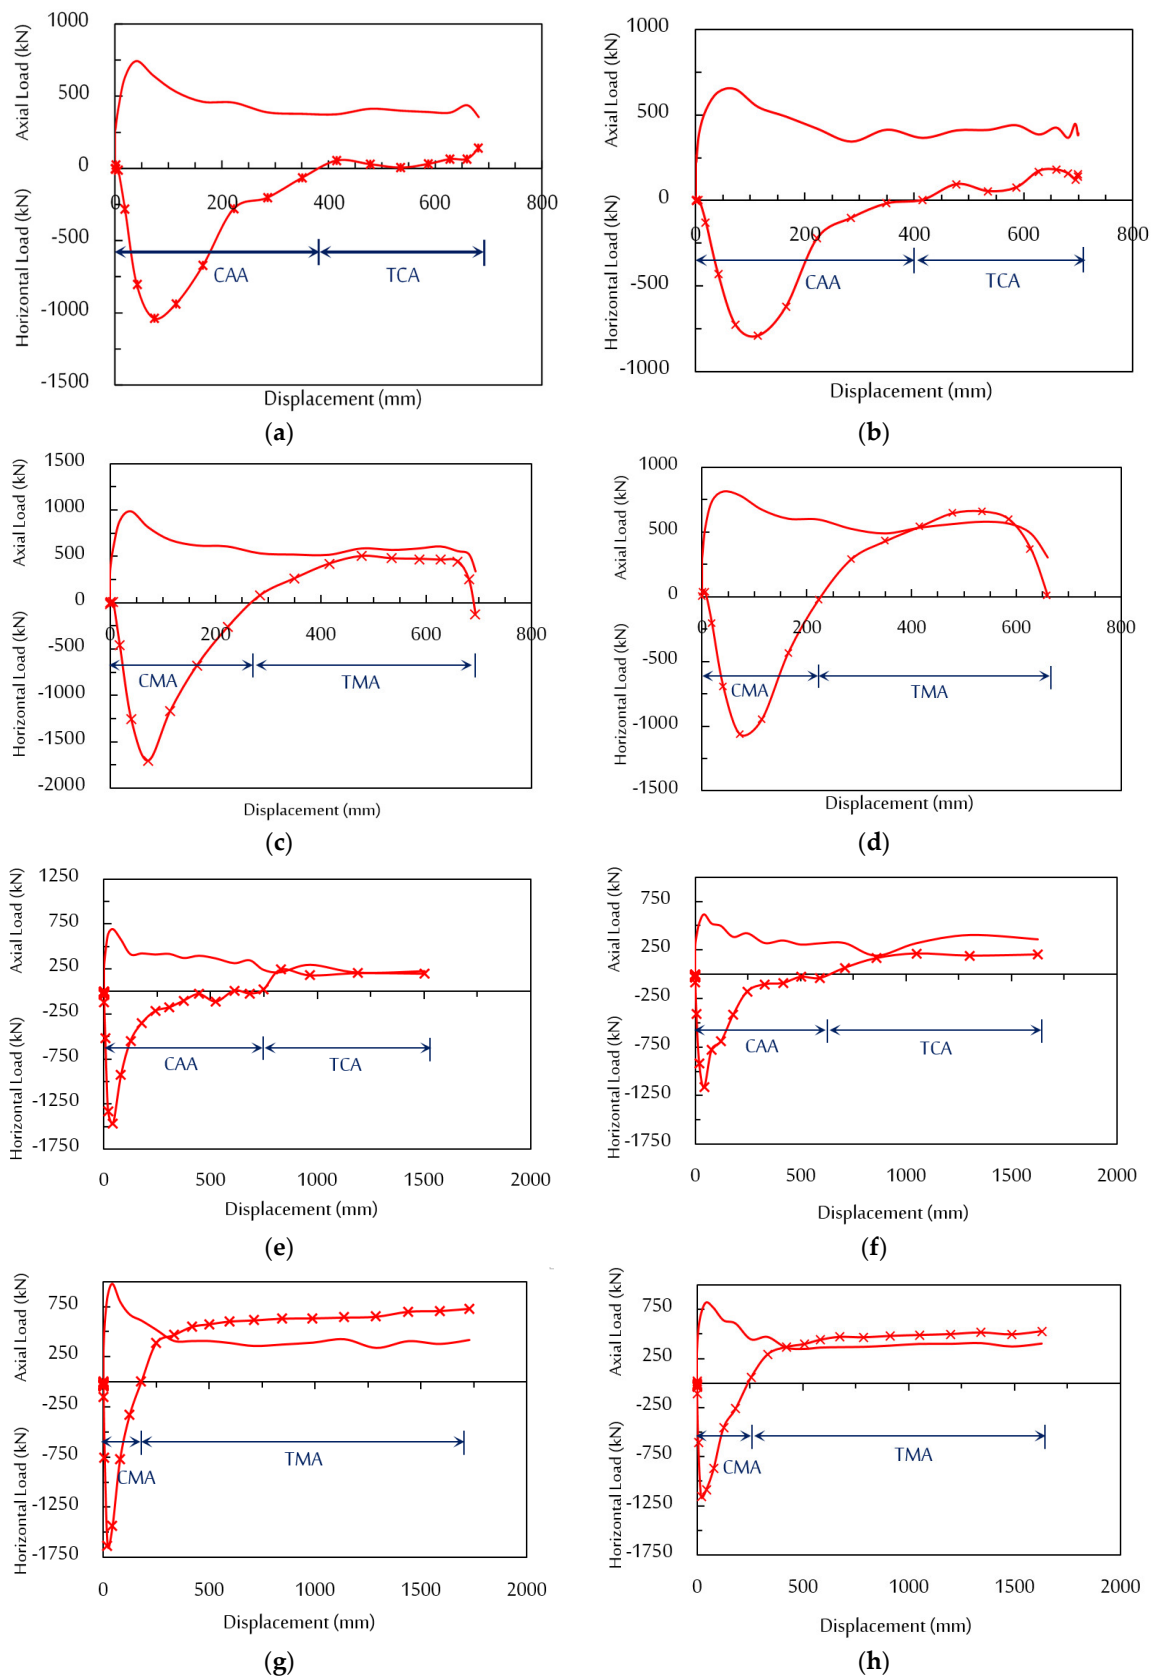 Axial Load (kN)
Horizontal Load (kN)
1000
500
0
-500
-1000
-1500
0
200
400
600
800
CAA
TCA
Displacement (mm)
(a)
Axial Load (kN)
Horizontal Load (kN)
1000
500
0
-500
-1000
0
200
400
600
800
CAA
TCA
Displacement (mm)
(b)
Axial Load (kN)
Horizontal Load (kN)
1500
1000
500
0
-500
-1000
-1500
-2000
0
200
400
600
800
CMA
TMA
Displacement (mm)
(c)
Axial Load (kN)
Horizontal Load (kN)
1000
500
0
-500
-1000
-1500
0
200
400
600
800
CMA
TMA
Displacement (mm)
(d)
Axial Load (kN)
Horizontal Load (kN)
1250
750
250
-250
-750
-1250
-1750
CAA
TCA
0
500
1000
1500
2000
Displacement (mm)
(e)
Axial Load (kN)
Horizontal Load (kN)
750
250
-250
-750
-1250
-1750
CAA
TCA
0
500
1000
1500
2000
Displacement (mm)
(f)
Axial Load (kN)
Horizontal Load (kN)
750
250
-250
-750
-1250
-1750
CMA
TMA
0
500
1000
1500
2000
Displacement (mm)
(g)
Axial Load (kN)
Horizontal Load (kN)
750
250
-250
-750
-1250
-1750
CMA
TMA
0
500
1000
1500
2000
Displacement (mm)
(h)